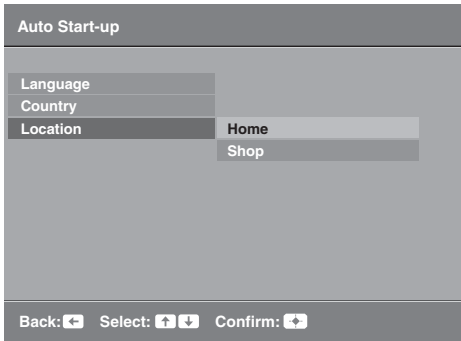 Auto Start-up
Language
Country
Location Home
Shop
Back: Select: Confirm: